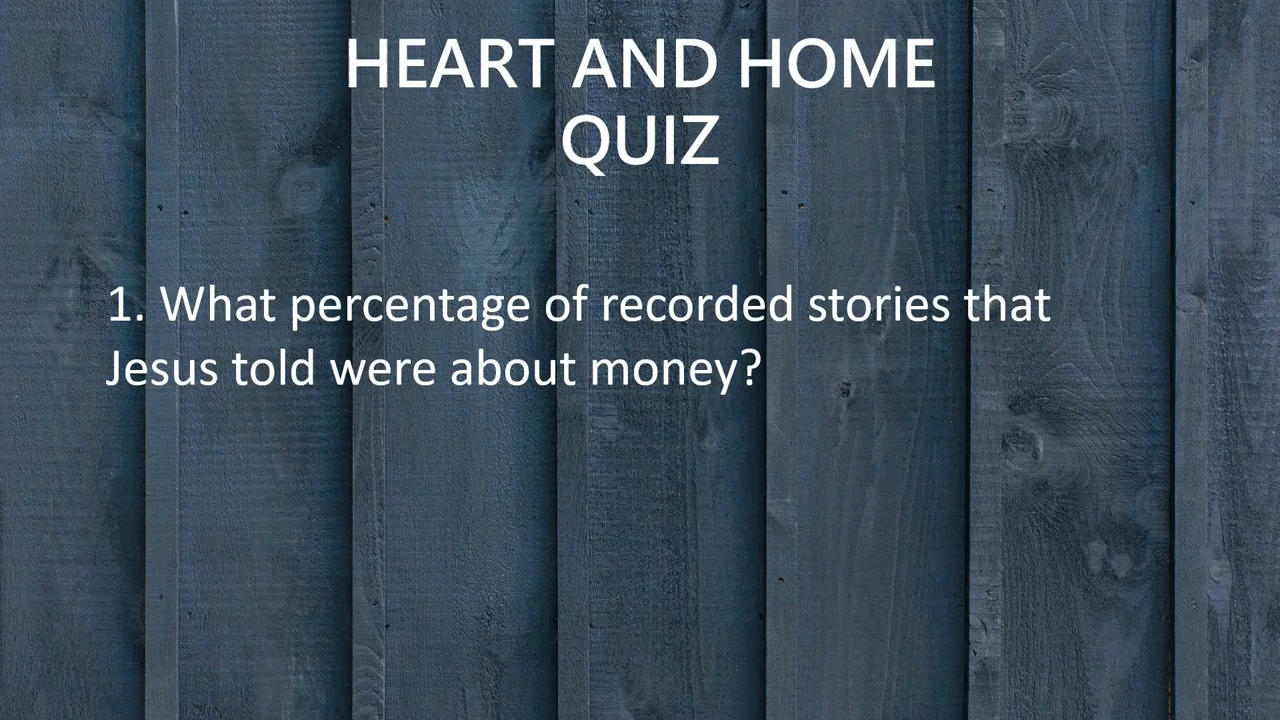 HEART AND HOME
QUIZ
1. What percentage of recorded stories that
Jesus told were about money?